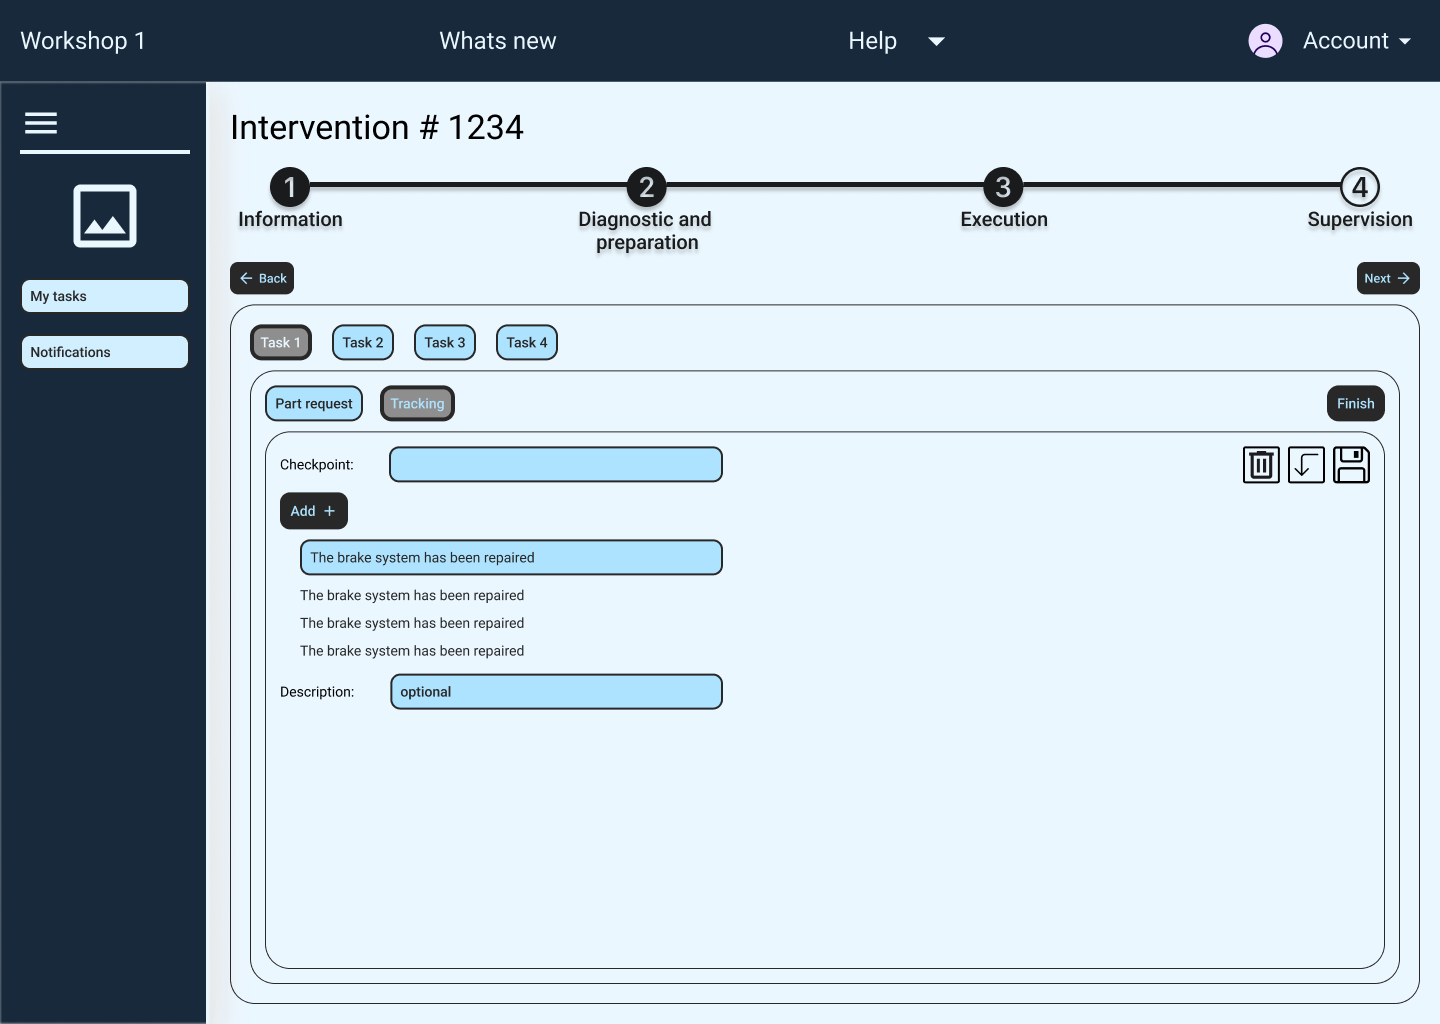 Workshop 1
Whats new
Help
Account
My tasks
Notifications
Intervention # 1234
1
Information
2
Diagnostic and
preparation
3
Execution
4
Supervision
Back
Next
Task 1
Task 2
Task 3
Task 4
Part request
Tracking
Finish
Checkpoint:
Add +
The brake system has been repaired
The brake system has been repaired
The brake system has been repaired
The brake system has been repaired
Description:
optional